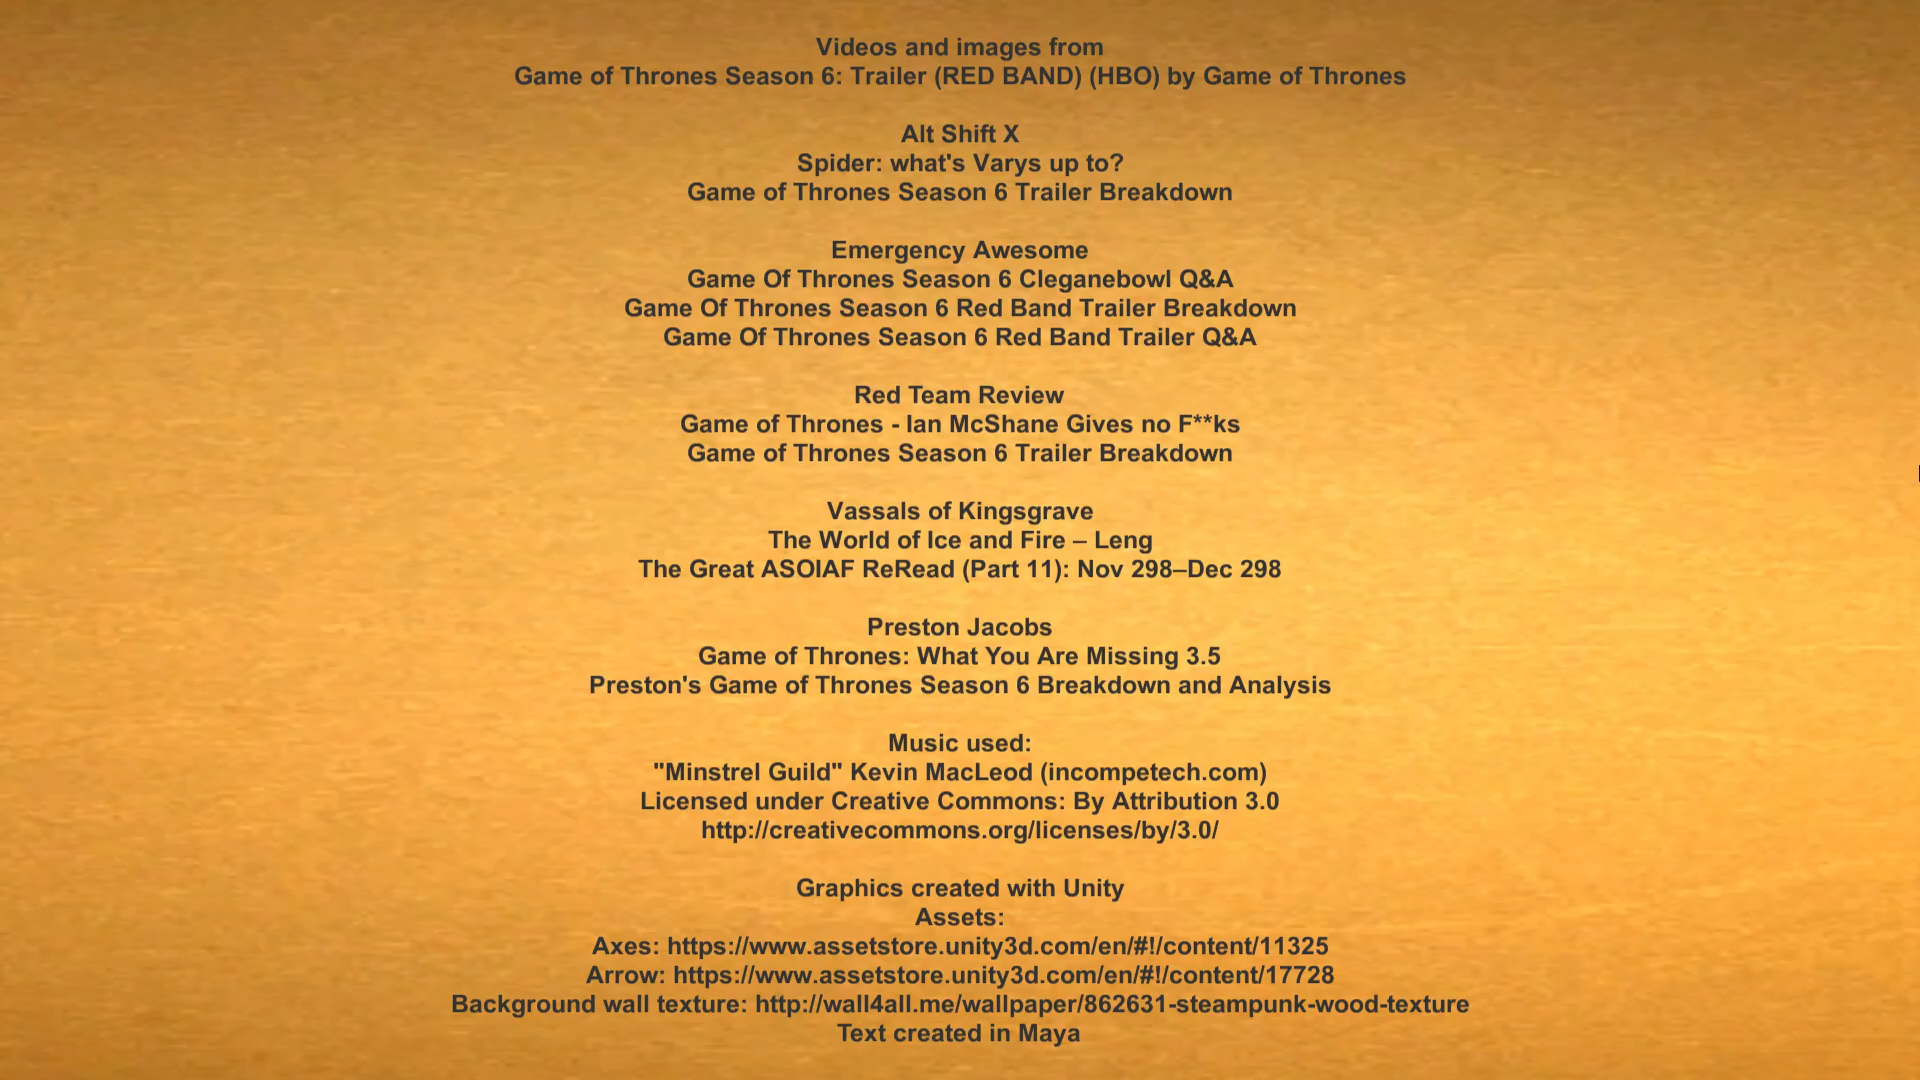 Videos and images from
Game of Thrones Season 6: Trailer (RED BAND) (HBO) by Game of Thrones
Alt Shift X
Spider: what's Varys up to?
Game of Thrones Season 6 Trailer Breakdown
Emergency Awesome
Game Of Thrones Season 6 Cleganebowl Q&A
Game Of Thrones Season 6 Red Band Trailer Breakdown
Game Of Thrones Season 6 Red Band Trailer Q&A
Red Team Review
Game of Thrones - Ian McShane Gives no F**ks
Game of Thrones Season 6 Trailer Breakdown
Vassals of Kingsgrave
The World of Ice and Fire – Leng
The Great ASOIAF ReRead (Part 11): Nov 298–Dec 298
Preston Jacobs
Game of Thrones: What You Are Missing 3.5
Preston's Game of Thrones Season 6 Breakdown and Analysis
Music used:
"Minstrel Guild" Kevin MacLeod (incompetech.com)
Licensed under Creative Commons: By Attribution 3.0
http://creativecommons.org/licenses/by/3.0/
Graphics created with Unity
Assets:
Axes: https://www.assetstore.unity3d.com/en/#!/content/11325
Arrow: https://www.assetstore.unity3d.com/en/#!/content/17728
Background wall texture: http://wall4all.me/wallpaper/862631-steampunk-wood-texture
Text created in Maya